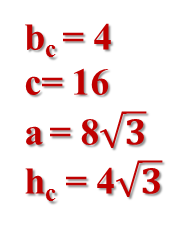 b_c = 4
c= 16
a = 8√3
h_c = 4√3